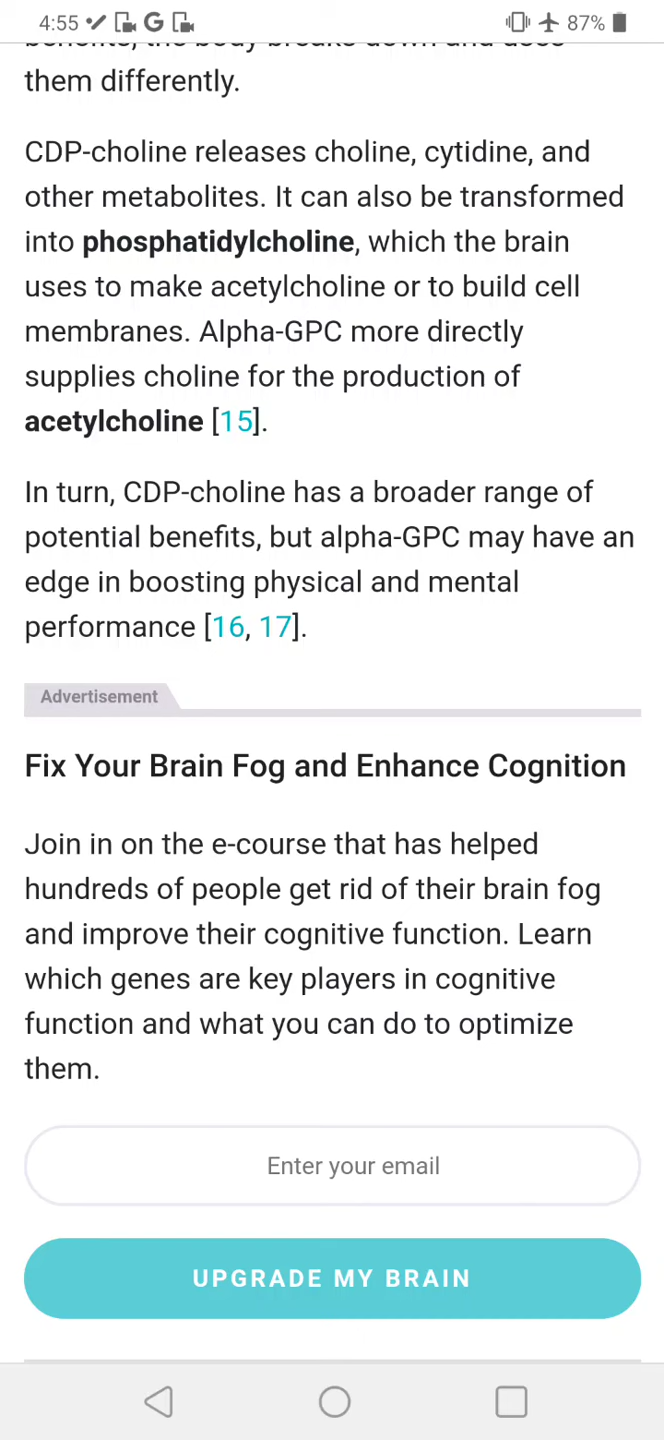 4:55
87%
them differently.
CDP-choline releases choline, cytidine, and
other metabolites. It can also be transformed
into phosphatidylcholine, which the brain
uses to make acetylcholine or to build cell
membranes. Alpha-GPC more directly
supplies choline for the production of
acetylcholine [15].
In turn, CDP-choline has a broader range of
potential benefits, but alpha-GPC may have an
edge in boosting physical and mental
performance [16, 17].
Advertisement
Fix Your Brain Fog and Enhance Cognition
Join in on the e-course that has helped
hundreds of people get rid of their brain fog
and improve their cognitive function. Learn
which genes are key players in cognitive
function and what you can do to optimize
them.
Enter your email
UPGRADE MY BRAIN